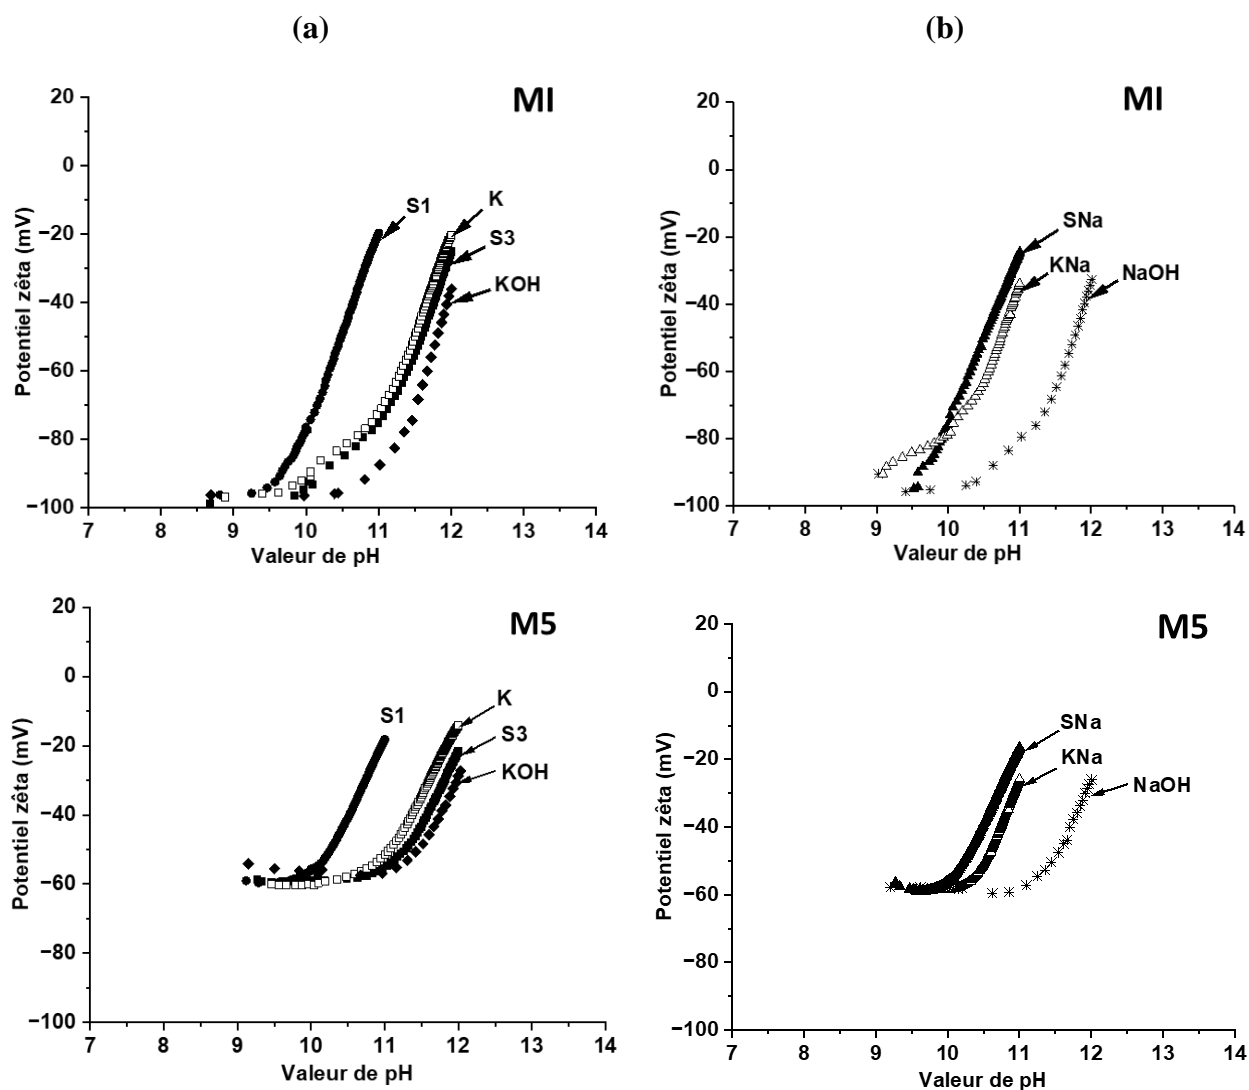 (a)
(b)
MI
20
0
−20
−40
−60
−80
−100
7 8 9 10 11 12 13 14
Potentiel zêta (mV)
Valeur de pH
S1
K
S3
KOH
MI
20
0
−20
−40
−60
−80
−100
7 8 9 10 11 12 13 14
Potentiel zêta (mV)
Valeur de pH
SNa
KNa
NaOH
M5
20
0
−20
−40
−60
−80
−100
7 8 9 10 11 12 13 14
Potentiel zêta (mV)
Valeur de pH
S1
K
S3
KOH
M5
20
0
−20
−40
−60
−80
−100
7 8 9 10 11 12 13 14
Potentiel zêta (mV)
Valeur de pH
SNa
KNa
NaOH